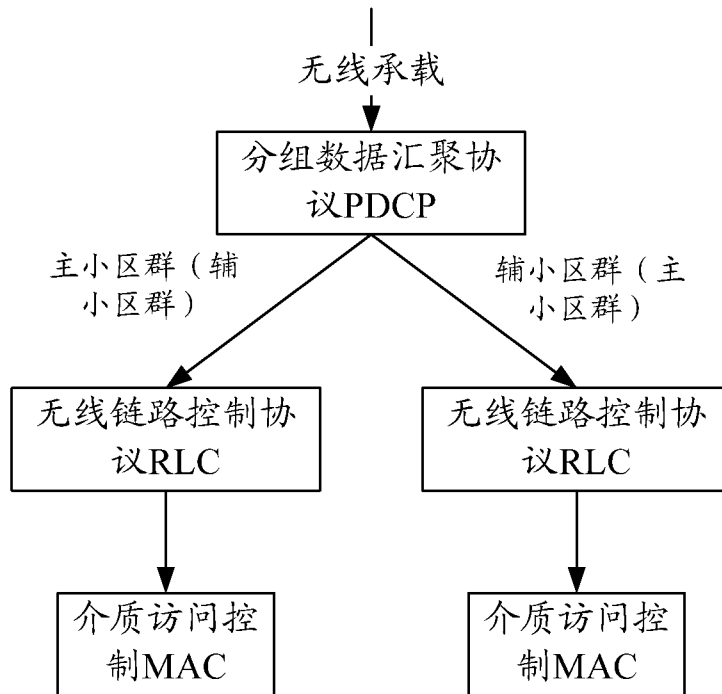 无线承载
分组数据汇聚协
议PDCP
主小区群（辅
小区群）
辅小区群（主
小区群）
无线链路控制协
议RLC
无线链路控制协
议RLC
介质访问控
制MAC
介质访问控
制MAC